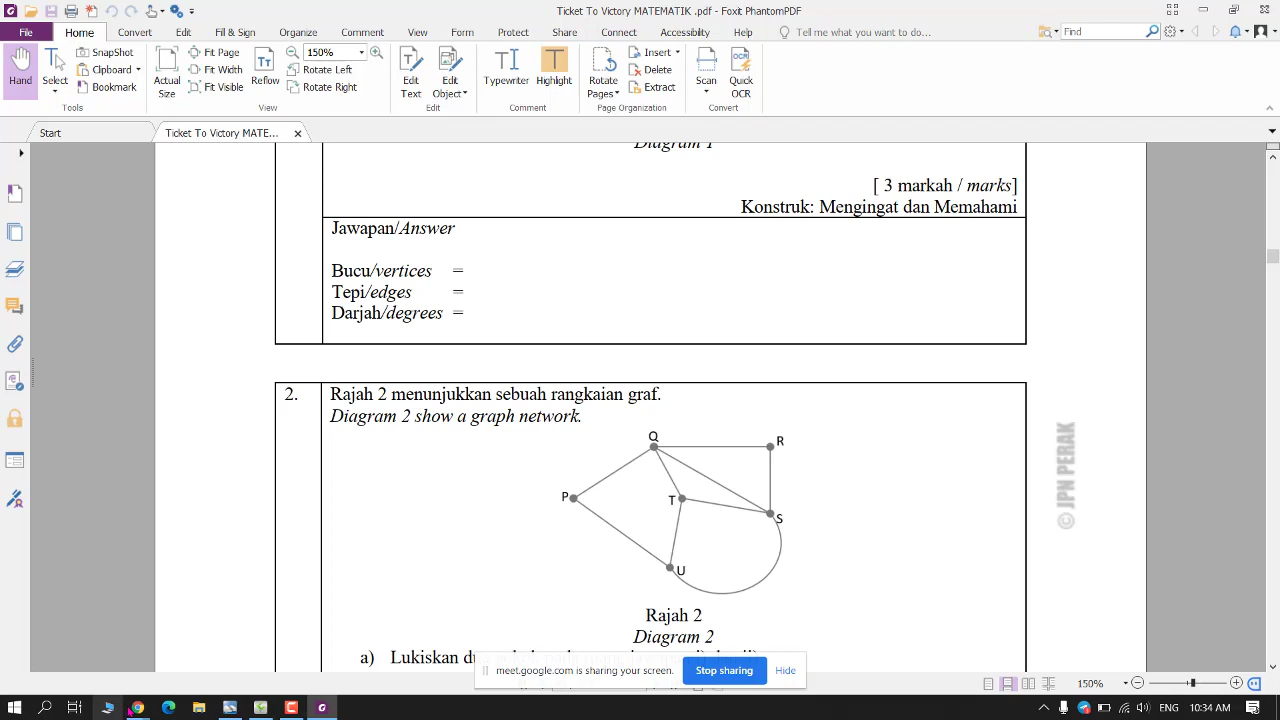 Ticket To Victory MATEMATIK .pdf - Foxit PhantomPDF
File Home Convert Edit Fill & Sign Organize Comment View Form Protect Share Connect Accessibility Help Tell me what you want to do... Find
Hand
Select
SnapShot
Clipboard
Bookmark
Tools
Actual Size
Fit Page
Fit Width
Fit Visible
Reflow
150%
Rotate Left
Rotate Right
View
Edit Text
Edit Object
Edit
Typewriter
Highlight
Comment
Rotate Pages
Insert
Delete
Extract
Page Organization
Scan
Quick OCR
Convert
Start
Ticket To Victory MATE...
Diagram 1
[ 3 markah / marks]
Konstruk: Mengingat dan Memahami
Jawapan/Answer
Bucu/vertices =
Tepi/edges =
Darjah/degrees =
2. Rajah 2 menunjukkan sebuah rangkaian graf.
Diagram 2 show a graph network.
Q
R
P
T
S
U
Rajah 2
Diagram 2
© JPN PERAK
a) Lukiskan
meet.google.com is sharing your screen. Stop sharing Hide
150%
ENG 10:34 AM